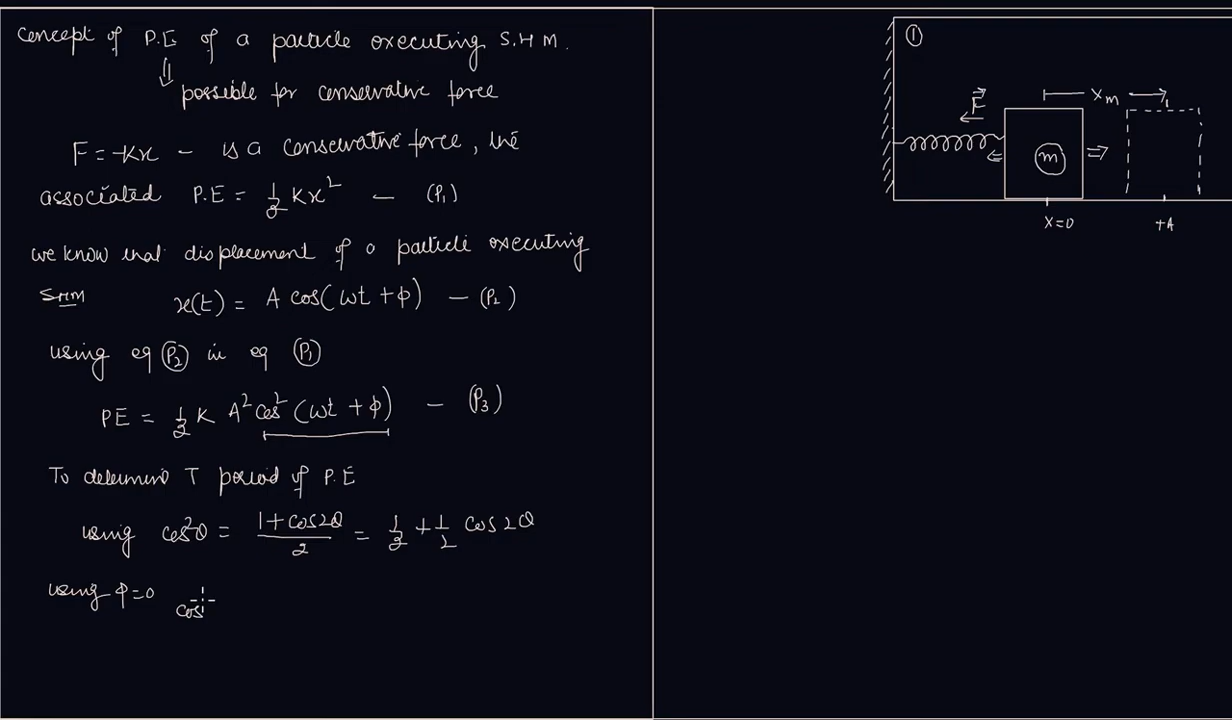 concept of P.E of a particle executing S.H M.
⇓ possible for conservative force
F = -Kx - is a conservative force, the
associated P.E = 1/2 Kx² - (P₁)
we know that displacement of a particle executing
SHM x(t) = A cos(ωt + φ) - (P₂)
using eq (P₂) in eq (P₁)
PE = 1/2 K A² cos² (ωt + φ) - (P₃)
To determine T period of P.E
using cos²θ = (1 + cos2θ)/2 = 1/2 + 1/2 cos 2θ
using φ=0 cos
①
F⃗
Xm
m
X=0
+A